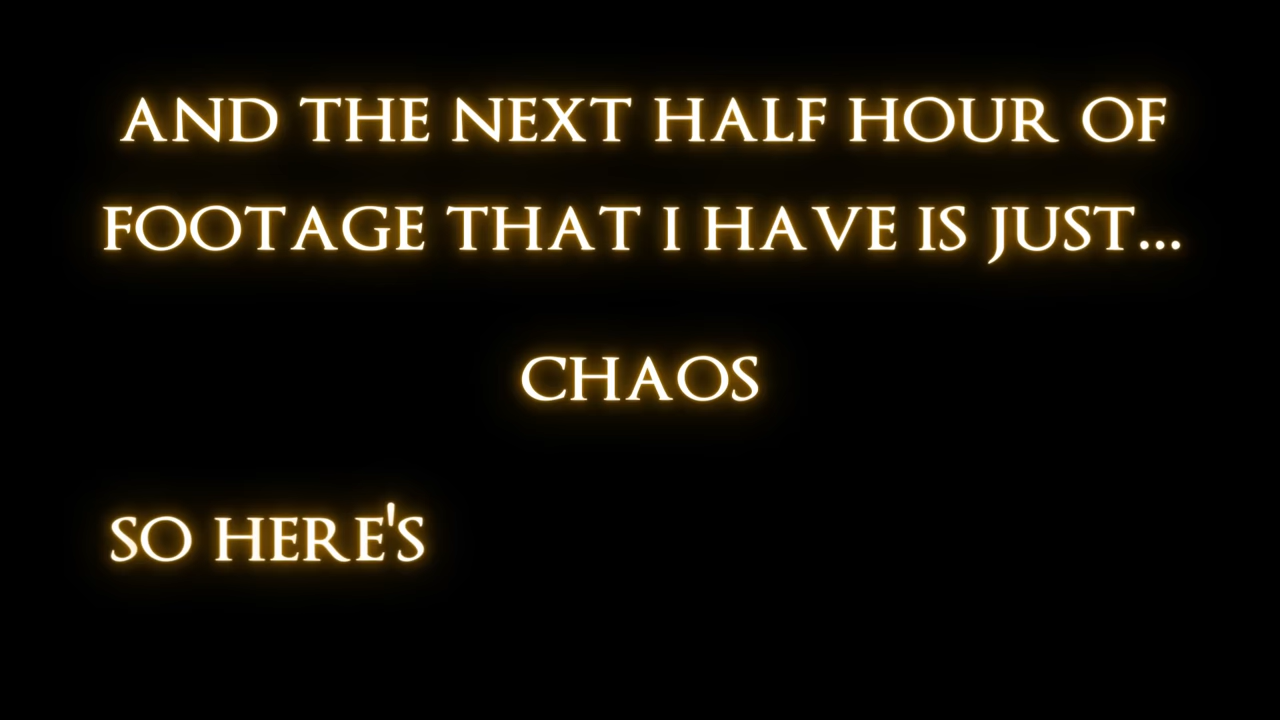 AND THE NEXT HALF HOUR OF
FOOTAGE THAT I HAVE IS JUST...
CHAOS
SO HERE'S